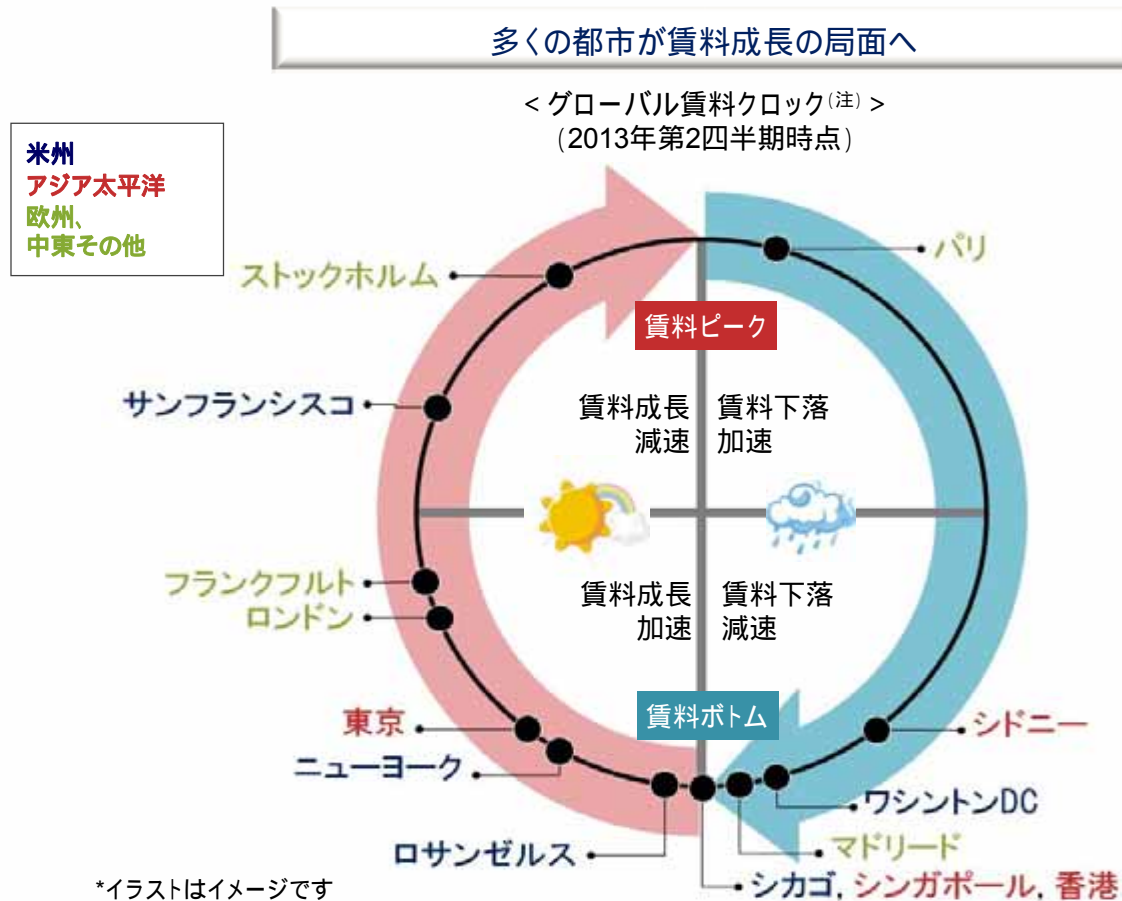 多くの都市が賃料成長の局面へ
<グローバル賃料クロック(注)>
(2013年第2四半期時点)
米州
アジア太平洋
欧州、
中東その他
パリ
ストックホルム
賃料ピーク
サンフランシスコ
賃料成長
減速
賃料下落
加速
フランクフルト
ロンドン
賃料成長
加速
賃料下落
減速
東京
賃料ボトム
シドニー
ニューヨーク
ワシントンDC
ロサンゼルス
マドリード
シカゴ, シンガポール, 香港
*イラストはイメージです